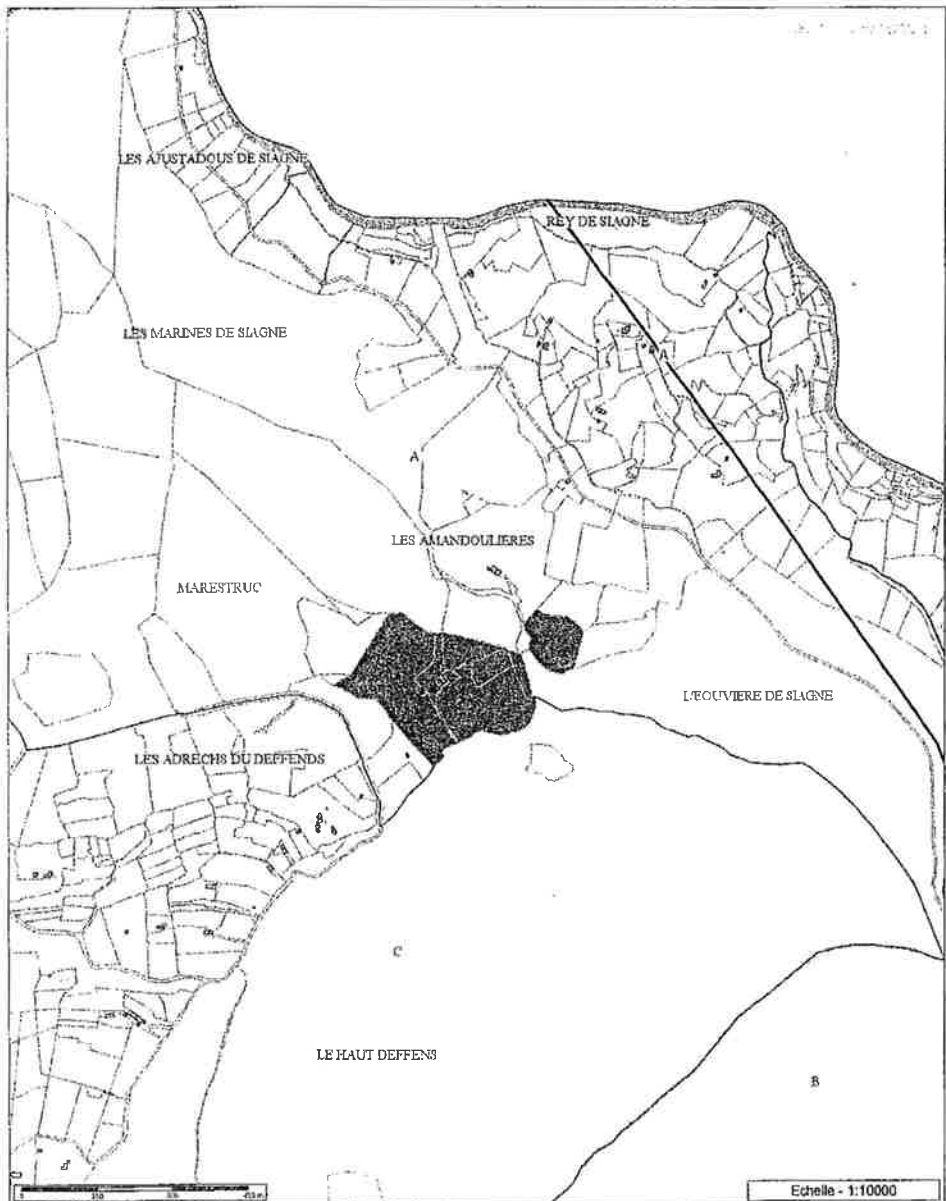 LES AJUSTADOUS DE SIAGNE
REY DE SIAGNE
LES MARINES DE SIAGNE
A
A
LES AMANDOULIERES
MARESTRUC
L'EOUVIERE DE SIAGNE
LES ADRECHS DU DEFFENDS
C
LE HAUT DEFFENS
B
0
Echelle - 1:10000